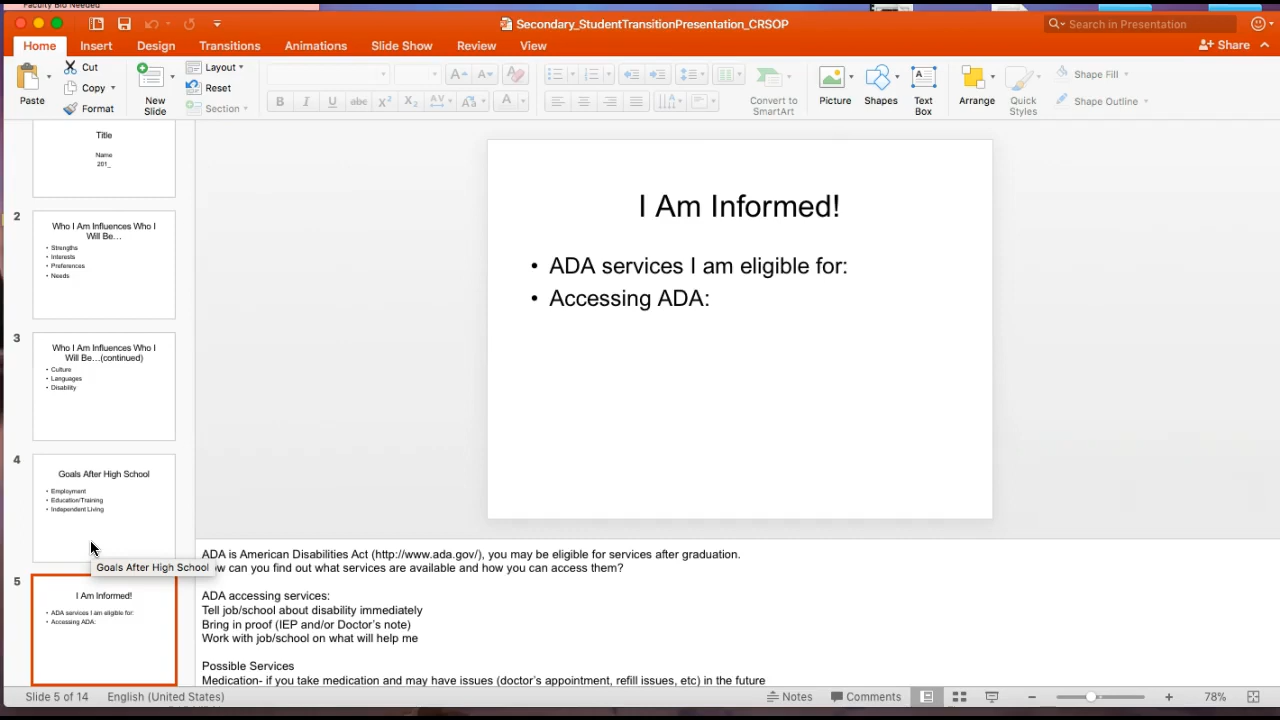 Faculty Bio Needed
Secondary_StudentTransitionPresentation_CRSOP
Search in Presentation
Home
Insert
Design
Transitions
Animations
Slide Show
Review
View
Share
Paste
Cut
Copy
Format
New
Slide
Layout
Reset
Section
B I U abc X² X₂ AV A
Convert to
SmartArt
Picture
Shapes
Text
Box
Arrange
Quick
Styles
Shape Fill
Shape Outline
Title
Name
201_
2
Who I Am Influences Who I
Will Be…
• Strengths
• Interests
• Preferences
• Needs
3
Who I Am Influences Who I
Will Be…(continued)
• Culture
• Languages
• Disability
4
Goals After High School
• Employment
• Education/Training
• Independent Living
Goals After High School
5
I Am Informed!
• ADA services I am eligible for:
• Accessing ADA:
I Am Informed!
• ADA services I am eligible for:
• Accessing ADA:
ADA is American Disabilities Act (http://www.ada.gov/), you may be eligible for services after graduation.
can you find out what services are available and how you can access them?
ADA accessing services:
Tell job/school about disability immediately
Bring in proof (IEP and/or Doctor's note)
Work with job/school on what will help me
Possible Services
Medication- if you take medication and may have issues (doctor's appointment, refill issues, etc) in the future
Slide 5 of 14
English (United States)
Notes
Comments
78%